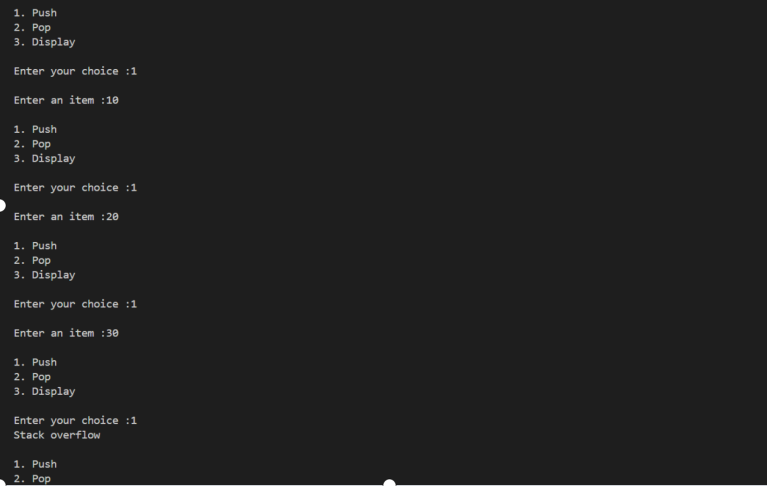 1. Push
2. Pop
3. Display
Enter your choice :1
Enter an item :10
1. Push
2. Pop
3. Display
Enter your choice :1
Enter an item :20
1. Push
2. Pop
3. Display
Enter your choice :1
Enter an item :30
1. Push
2. Pop
3. Display
Enter your choice :1
Stack overflow
1. Push
2. Pop